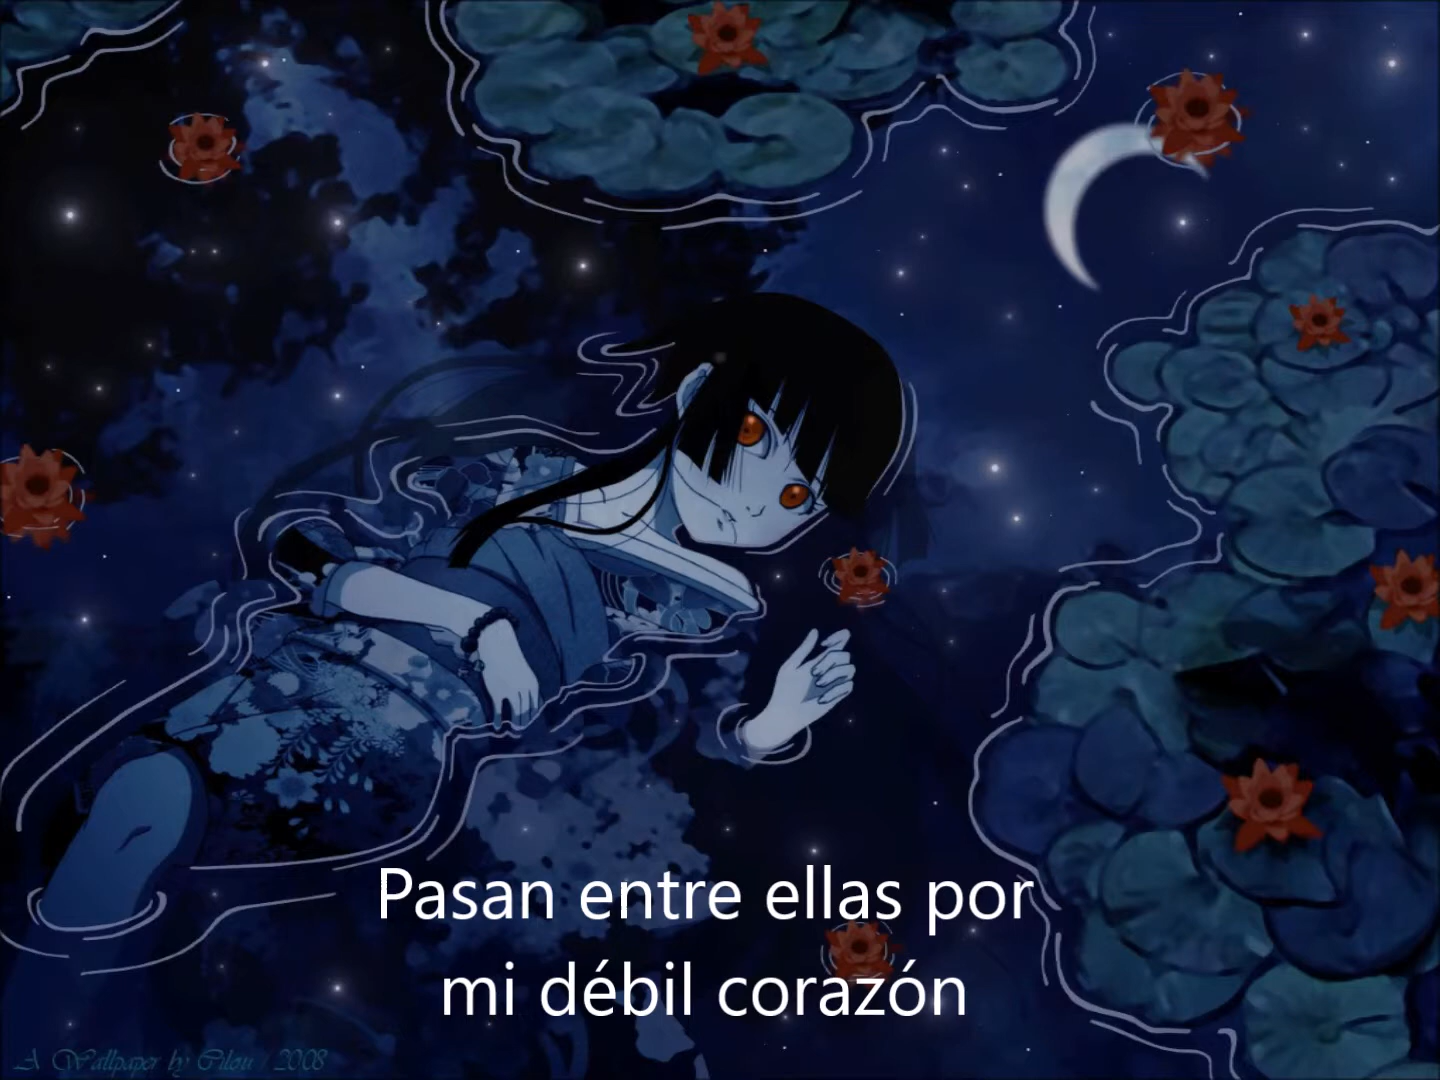 Pasan entre ellas por
mi débil corazón
A Wallpaper by Cilou / 2008